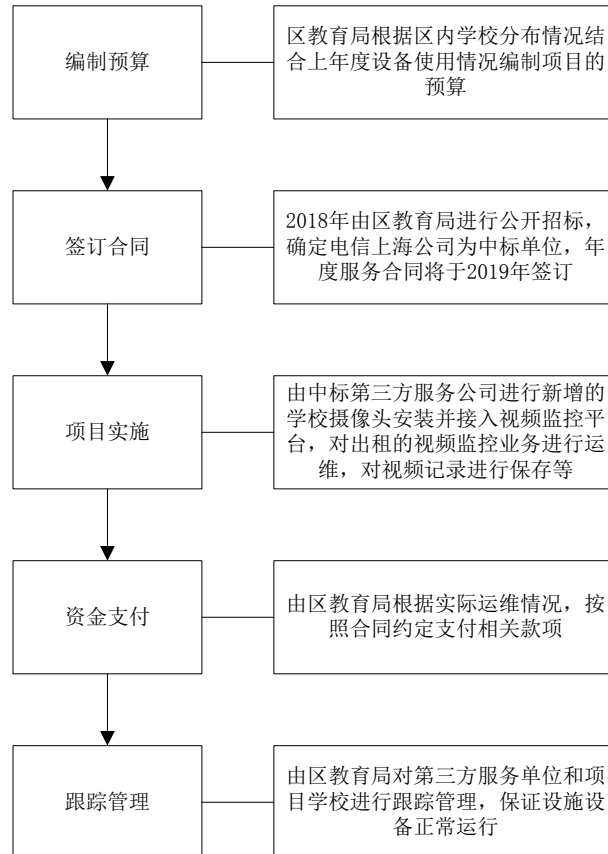 编制预算
区教育局根据区内学校分布情况结
合上年度设备使用情况编制项目的
预算
签订合同
2018年由区教育局进行公开招标，
确定电信上海公司为中标单位，年
度服务合同将于2019年签订
项目实施
由中标第三方服务公司进行新增的
学校摄像头安装并接入视频监控平
台，对出租的视频监控业务进行运
维，对视频记录进行保存等
资金支付
由区教育局根据实际运维情况，按
照合同约定支付相关款项
跟踪管理
由区教育局对第三方服务单位和项
目学校进行跟踪管理，保证设施设
备正常运行